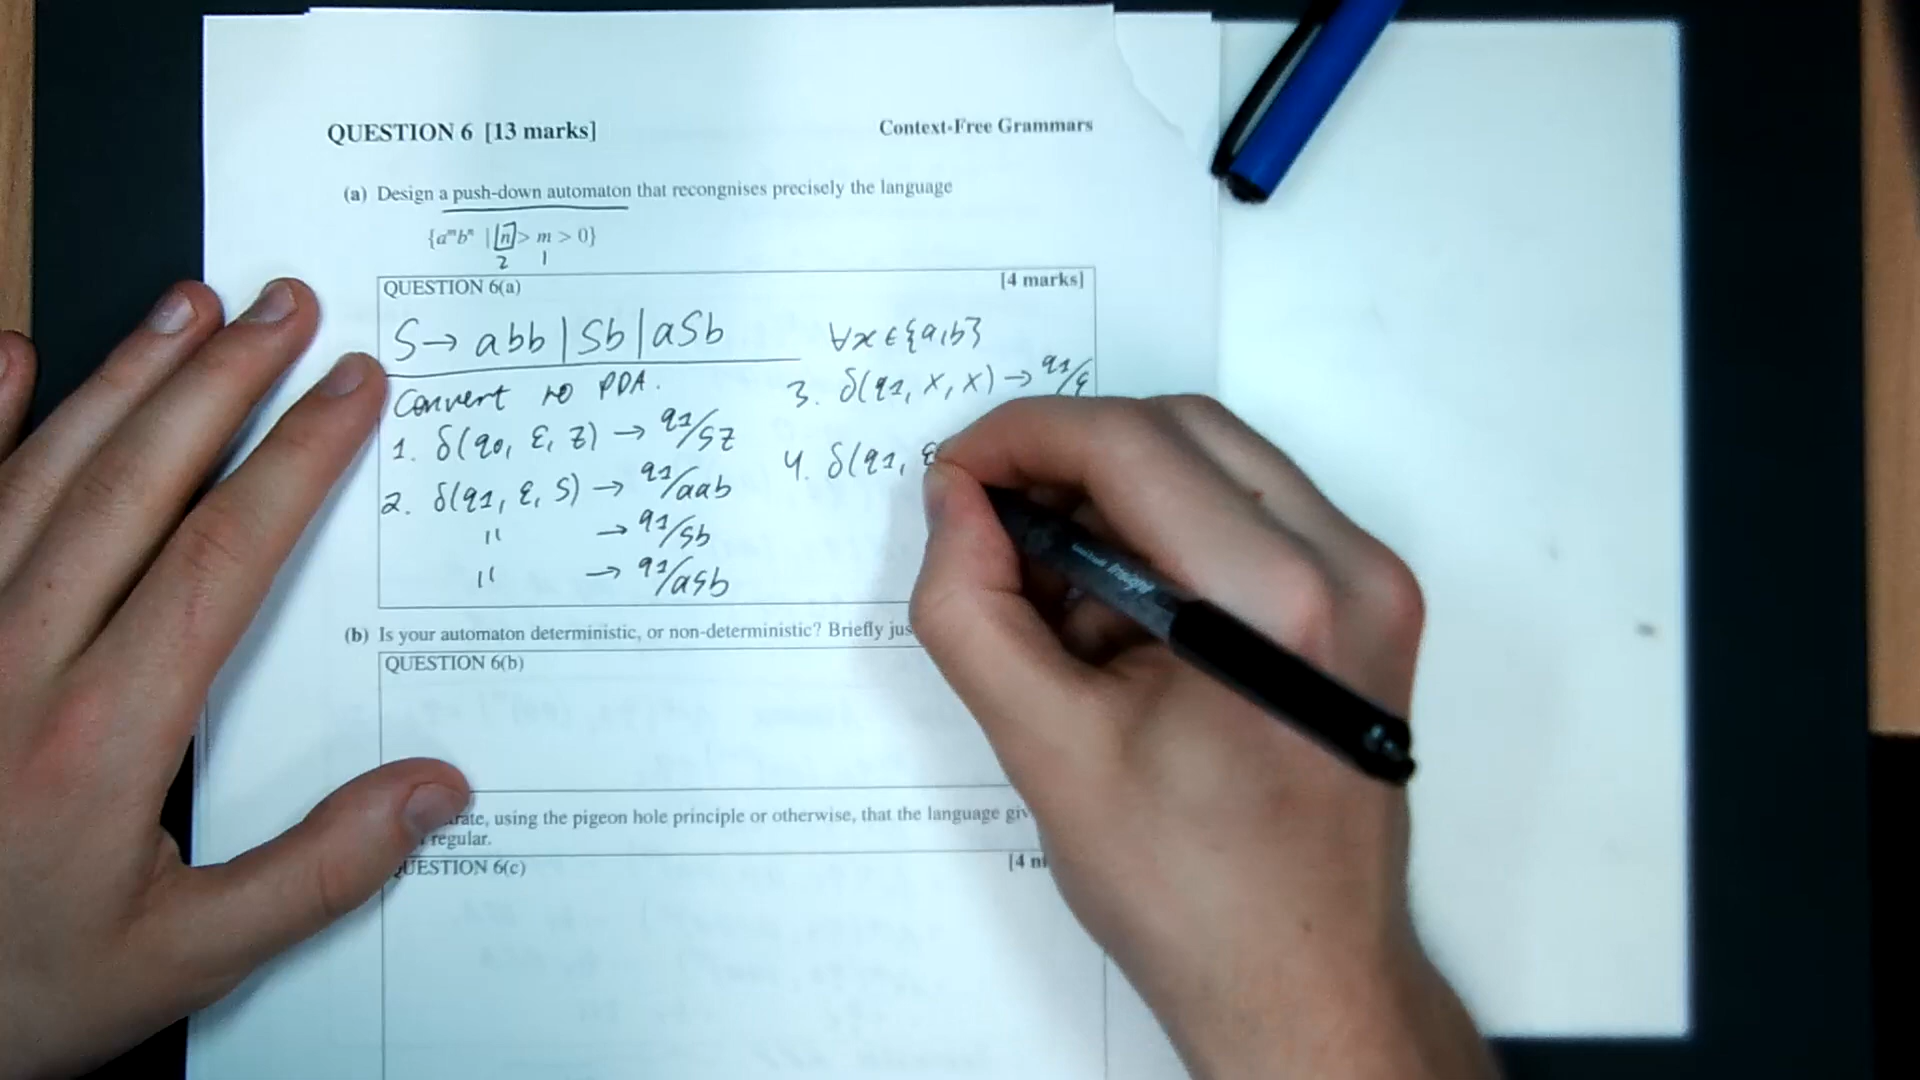 QUESTION 6 [13 marks]
Context-Free Grammars
(a) Design a push-down automaton that recongnises precisely the language
{aᵐbⁿ | n > m > 0}
2 1
QUESTION 6(a)
[4 marks]
S → abb | Sb | aSb
Convert to PDA.
1. δ(q0, ε, Z) → q1/SZ
2. δ(q1, ε, S) → q1/aab
" → q1/Sb
" → q1/aSb
∀x ∈ {a,b}
3. δ(q1, x, x) → q1/ε
4. δ(q1, ε
(b) Is your automaton deterministic, or non-deterministic? Briefly jus
QUESTION 6(b)
rate, using the pigeon hole principle or otherwise, that the language giv
regular.
QUESTION 6(c)
[4 m